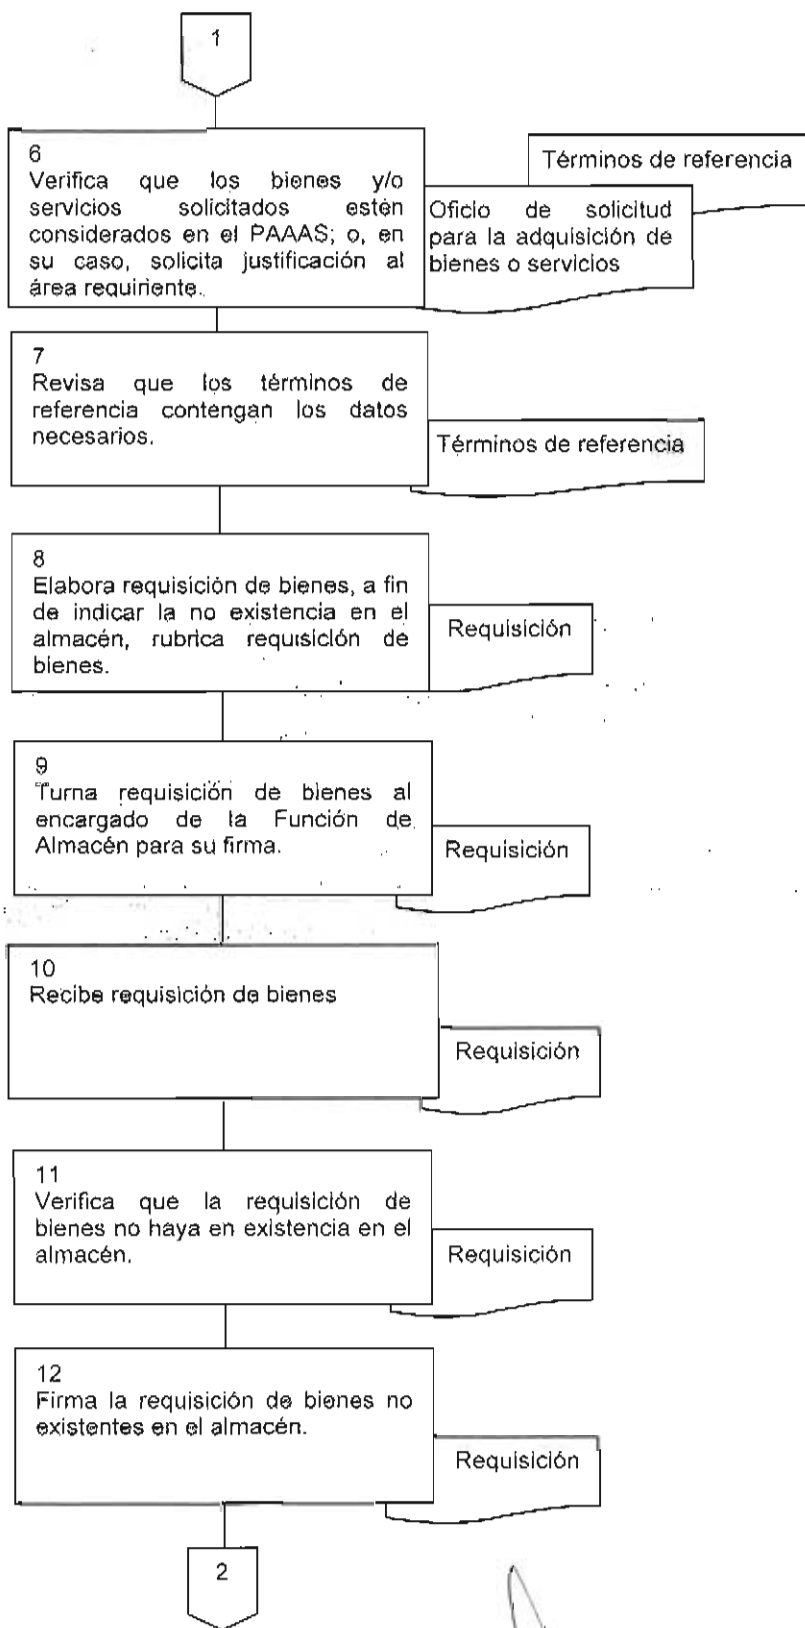 1
6
Verifica que los bienes y/o
servicios solicitados estén
considerados en el PAAAS; o, en
su caso, solicita justificación al
área requiriente.
Términos de referencia
Oficio de solicitud
para la adquisición de
bienes o servicios
7
Revisa que los términos de
referencia contengan los datos
necesarios.
Términos de referencia
8
Elabora requisición de bienes, a fin
de indicar la no existencia en el
almacén, rubrica requisición de
bienes.
Requisición
9
Turna requisición de bienes al
encargado de la Función de
Almacén para su firma.
Requisición
10
Recibe requisición de bienes
Requisición
11
Verifica que la requisición de
bienes no haya en existencia en el
almacén.
Requisición
12
Firma la requisición de bienes no
existentes en el almacén.
Requisición
2